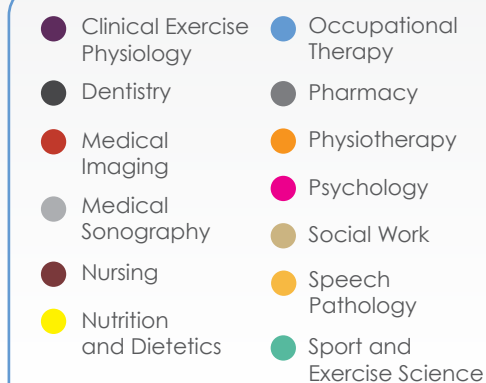 Clinical Exercise
Physiology
Dentistry
Medical
Imaging
Medical
Sonography
Nursing
Nutrition
and Dietetics
Occupational
Therapy
Pharmacy
Physiotherapy
Psychology
Social Work
Speech
Pathology
Sport and
Exercise Science